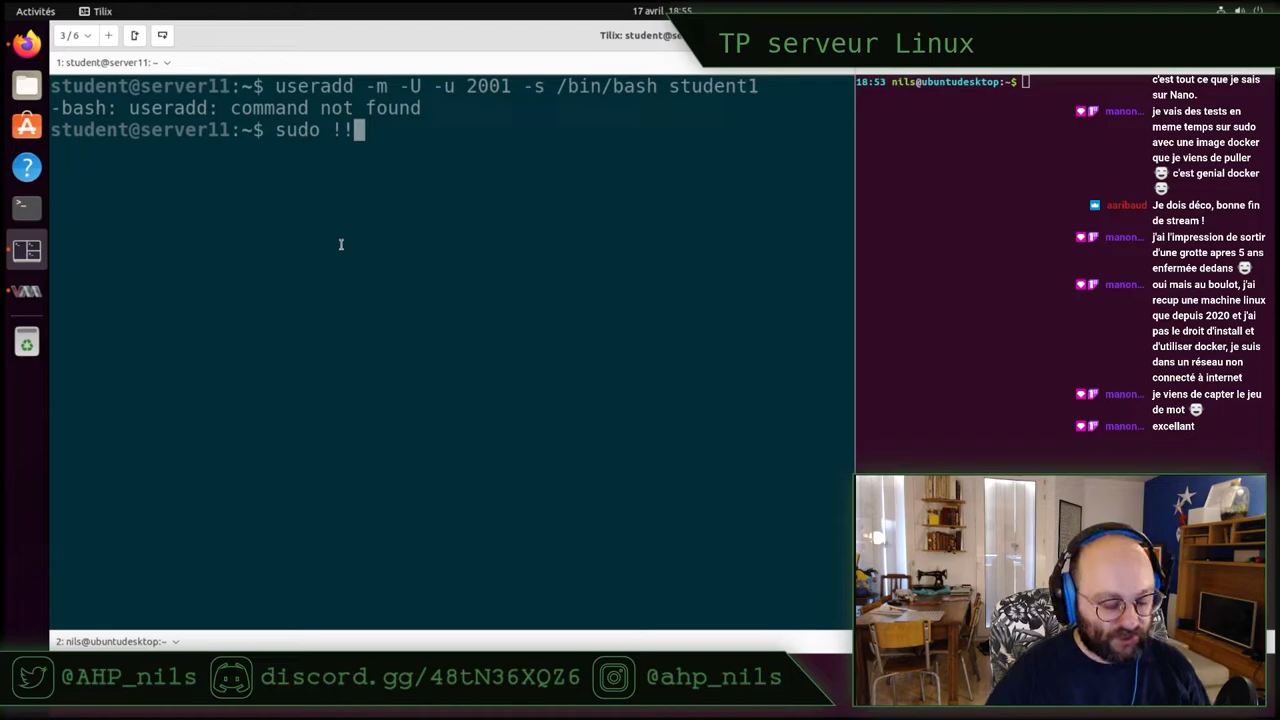 Activités
Tilix
17 avril 18:55
3/6
Tilix: student@se
TP serveur Linux
1: student@server11: ~
student@server11:~$ useradd -m -U -u 2001 -s /bin/bash student1
-bash: useradd: command not found
student@server11:~$ sudo !!
18:53 nils@ubuntudesktop:~$
c'est tout ce que je sais
sur Nano.
manon... je vais des tests en
meme temps sur sudo
avec une image docker
que je viens de puller
c'est genial docker
aaribaud Je dois déco, bonne fin
de stream !
manon... j'ai l'impression de sortir
d'une grotte apres 5 ans
enfermée dedans
manon... oui mais au boulot, j'ai
recup une machine linux
que depuis 2020 et j'ai
pas le droit d'install et
d'utiliser docker, je suis
dans un réseau non
connecté à internet
manon... je viens de capter le jeu
de mot
manon... excellant
2: nils@ubuntudesktop:~
@AHP_nils
discord.gg/48tN36XQZ6
@ahp_nils